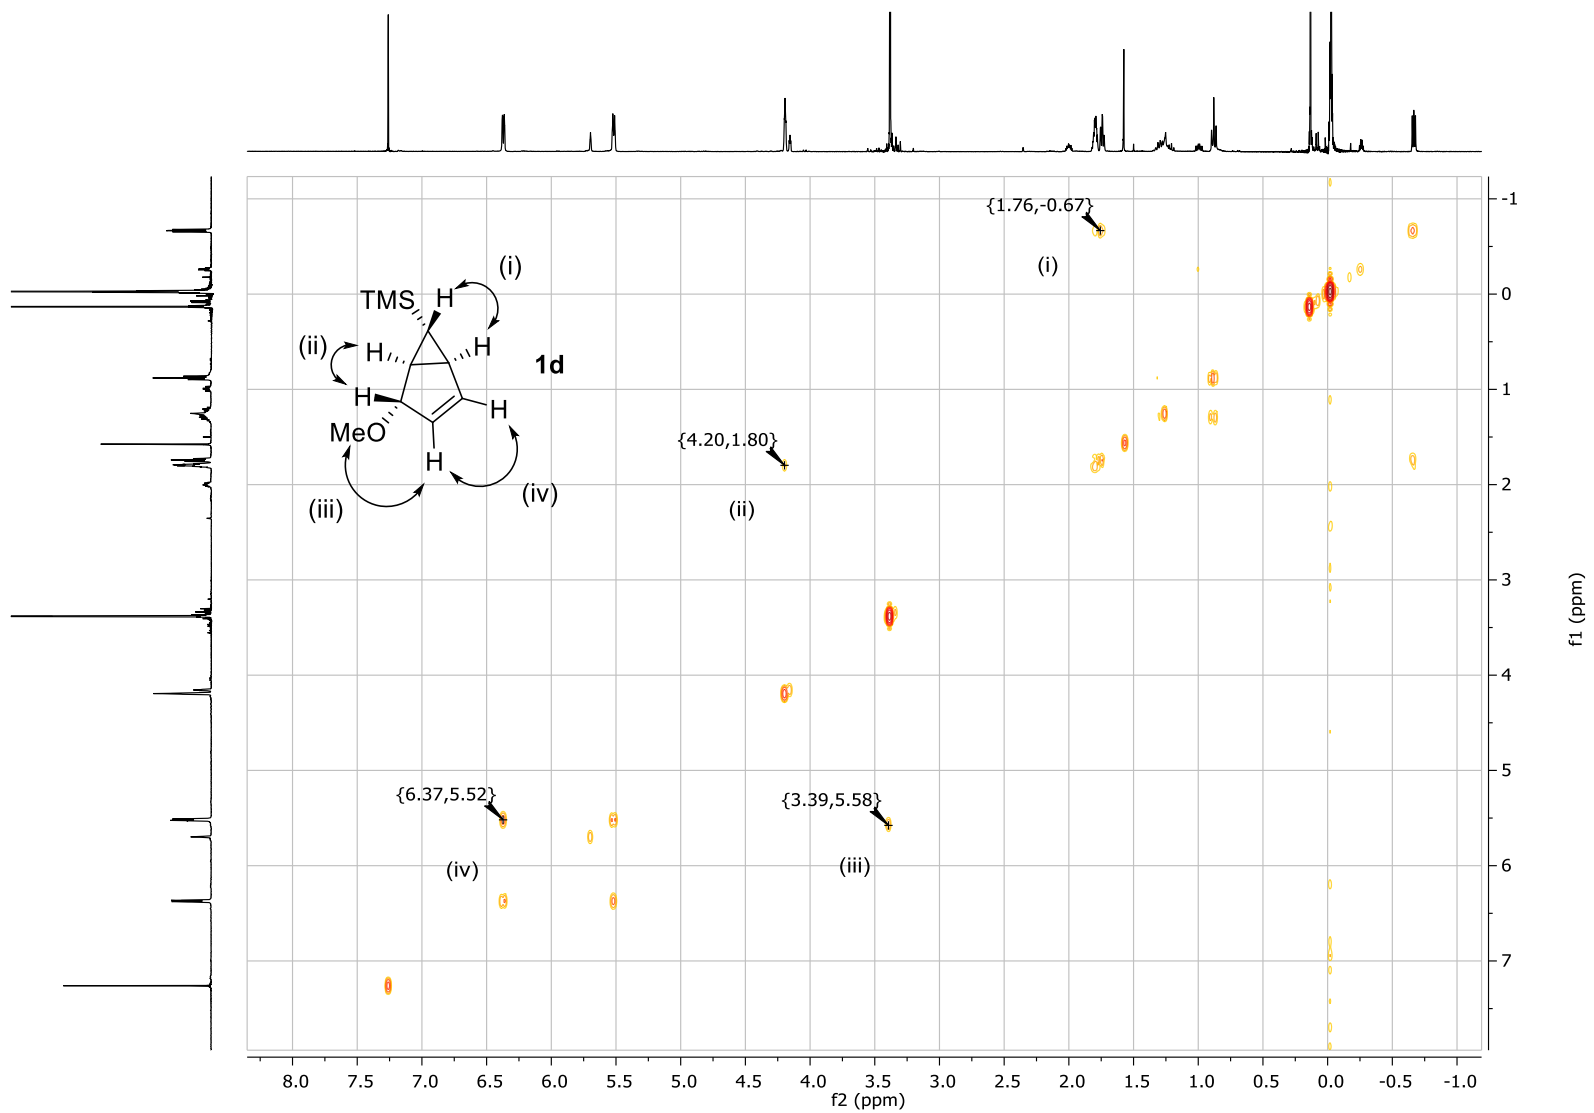 {1.76,-0.67}
(i)
(i)
TMS
H
H
(ii)
H
1d
H
H
MeO
H
(iii)
(iv)
{4.20,1.80}
(ii)
{6.37,5.52}
(iv)
{3.39,5.58}
(iii)
-1
0
1
2
3
4
5
6
7
f1 (ppm)
8.0 7.5 7.0 6.5 6.0 5.5 5.0 4.5 4.0 3.5 3.0 2.5 2.0 1.5 1.0 0.5 0.0 -0.5 -1.0
f2 (ppm)